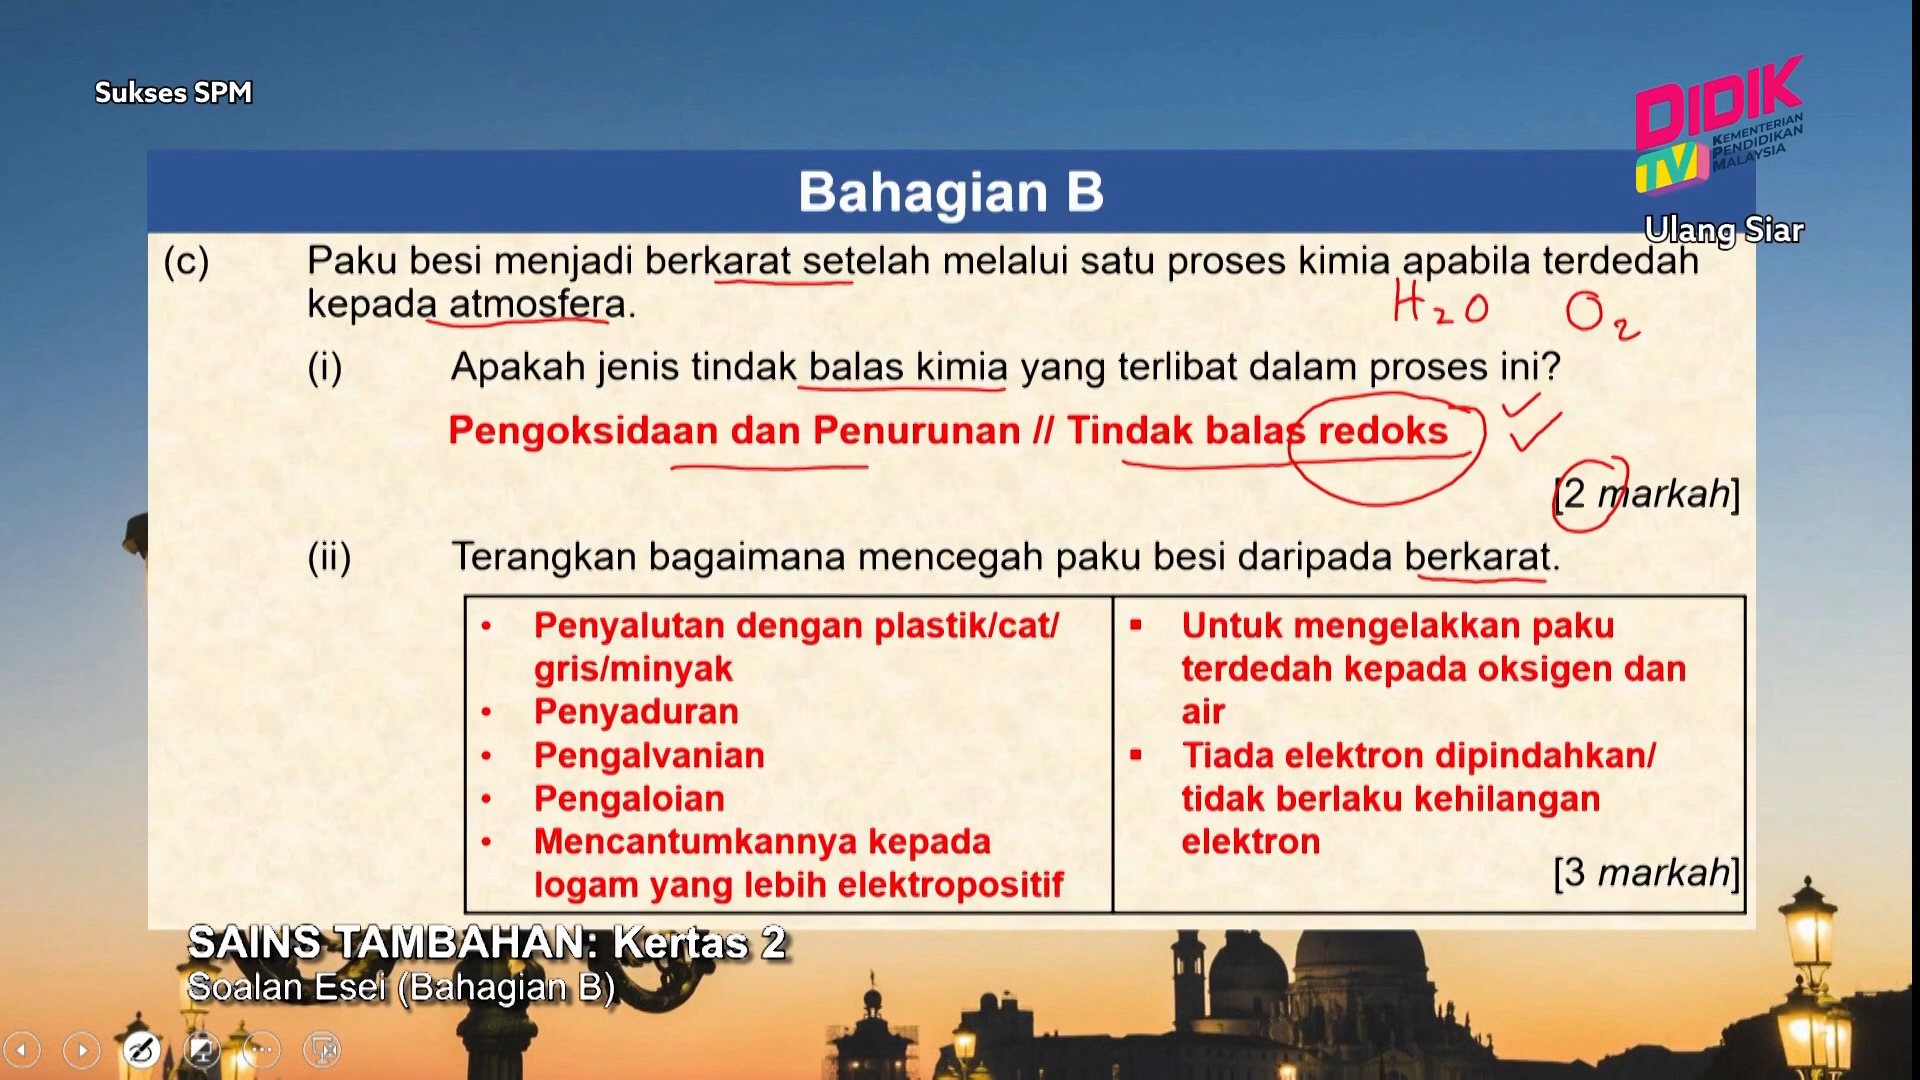 Sukses SPM
DIDIK
TV
KEMENTERIAN
PENDIDIKAN
MALAYSIA
Ulang Siar
Bahagian B
(c) Paku besi menjadi berkarat setelah melalui satu proses kimia apabila terdedah
kepada atmosfera.
H2O O2
(i) Apakah jenis tindak balas kimia yang terlibat dalam proses ini?
Pengoksidaan dan Penurunan // Tindak balas redoks
[2 markah]
(ii) Terangkan bagaimana mencegah paku besi daripada berkarat.
• Penyalutan dengan plastik/cat/
gris/minyak
• Penyaduran
• Pengalvanian
• Pengaloian
• Mencantumkannya kepada
logam yang lebih elektropositif
▪ Untuk mengelakkan paku
terdedah kepada oksigen dan
air
▪ Tiada elektron dipindahkan/
tidak berlaku kehilangan
elektron
[3 markah]
SAINS TAMBAHAN: Kertas 2
Soalan Esei (Bahagian B)